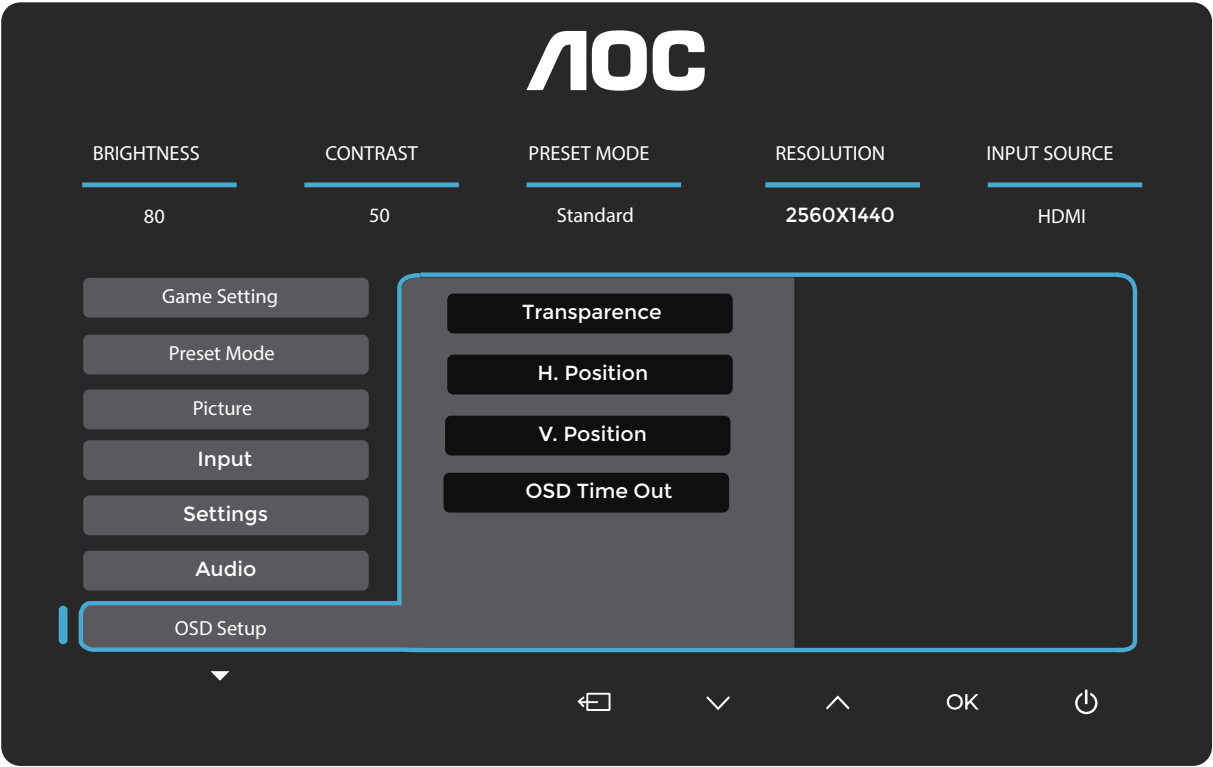 AOC
BRIGHTNESS CONTRAST PRESET MODE RESOLUTION INPUT SOURCE
80 50 Standard 2560X1440 HDMI
Game Setting
Preset Mode
Picture
Input
Settings
Audio
OSD Setup
Transparence
H. Position
V. Position
OSD Time Out
OK